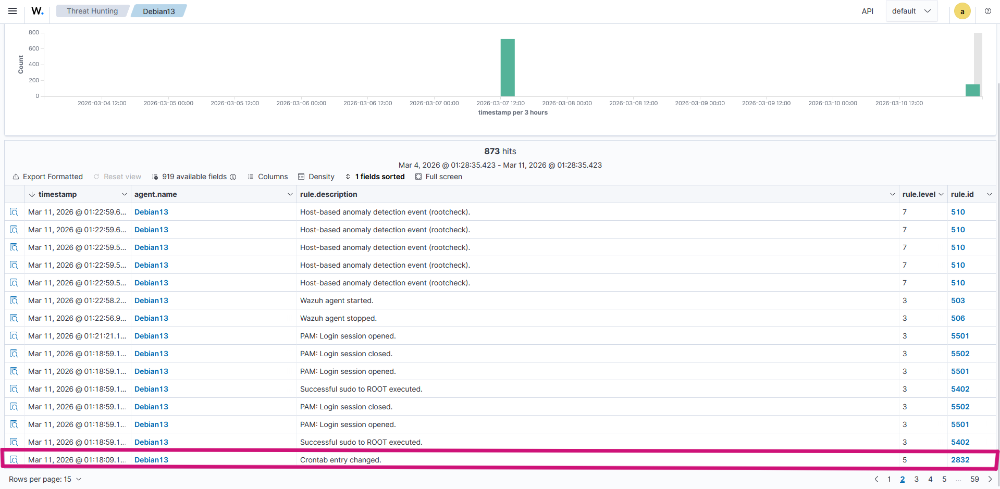 W. Threat Hunting Debian13 API default a
800
600
400
200
0
Count
2026-03-04 12:00 2026-03-05 00:00 2026-03-05 12:00 2026-03-06 00:00 2026-03-06 12:00 2026-03-07 00:00 2026-03-07 12:00 2026-03-08 00:00 2026-03-08 12:00 2026-03-09 00:00 2026-03-09 12:00 2026-03-10 00:00 2026-03-10 12:00
timestamp per 3 hours
873 hits
Mar 4, 2026 @ 01:28:35.423 - Mar 11, 2026 @ 01:28:35.423
Export Formatted Reset view 919 available fields Columns Density 1 fields sorted Full screen
timestamp agent.name rule.description rule.level rule.id
Mar 11, 2026 @ 01:22:59.6... Debian13 Host-based anomaly detection event (rootcheck). 7 510
Mar 11, 2026 @ 01:22:59.6... Debian13 Host-based anomaly detection event (rootcheck). 7 510
Mar 11, 2026 @ 01:22:59.5... Debian13 Host-based anomaly detection event (rootcheck). 7 510
Mar 11, 2026 @ 01:22:59.5... Debian13 Host-based anomaly detection event (rootcheck). 7 510
Mar 11, 2026 @ 01:22:59.5... Debian13 Host-based anomaly detection event (rootcheck). 7 510
Mar 11, 2026 @ 01:22:58.2... Debian13 Wazuh agent started. 3 503
Mar 11, 2026 @ 01:22:56.9... Debian13 Wazuh agent stopped. 3 506
Mar 11, 2026 @ 01:21:21.1... Debian13 PAM: Login session opened. 3 5501
Mar 11, 2026 @ 01:18:59.1... Debian13 PAM: Login session closed. 3 5502
Mar 11, 2026 @ 01:18:59.1... Debian13 PAM: Login session opened. 3 5501
Mar 11, 2026 @ 01:18:59.1... Debian13 Successful sudo to ROOT executed. 3 5402
Mar 11, 2026 @ 01:18:59.1... Debian13 PAM: Login session closed. 3 5502
Mar 11, 2026 @ 01:18:59.1... Debian13 PAM: Login session opened. 3 5501
Mar 11, 2026 @ 01:18:59.1... Debian13 Successful sudo to ROOT executed. 3 5402
Mar 11, 2026 @ 01:18:09.1... Debian13 Crontab entry changed. 5 2832
Rows per page: 15 1 2 3 4 5 ... 59